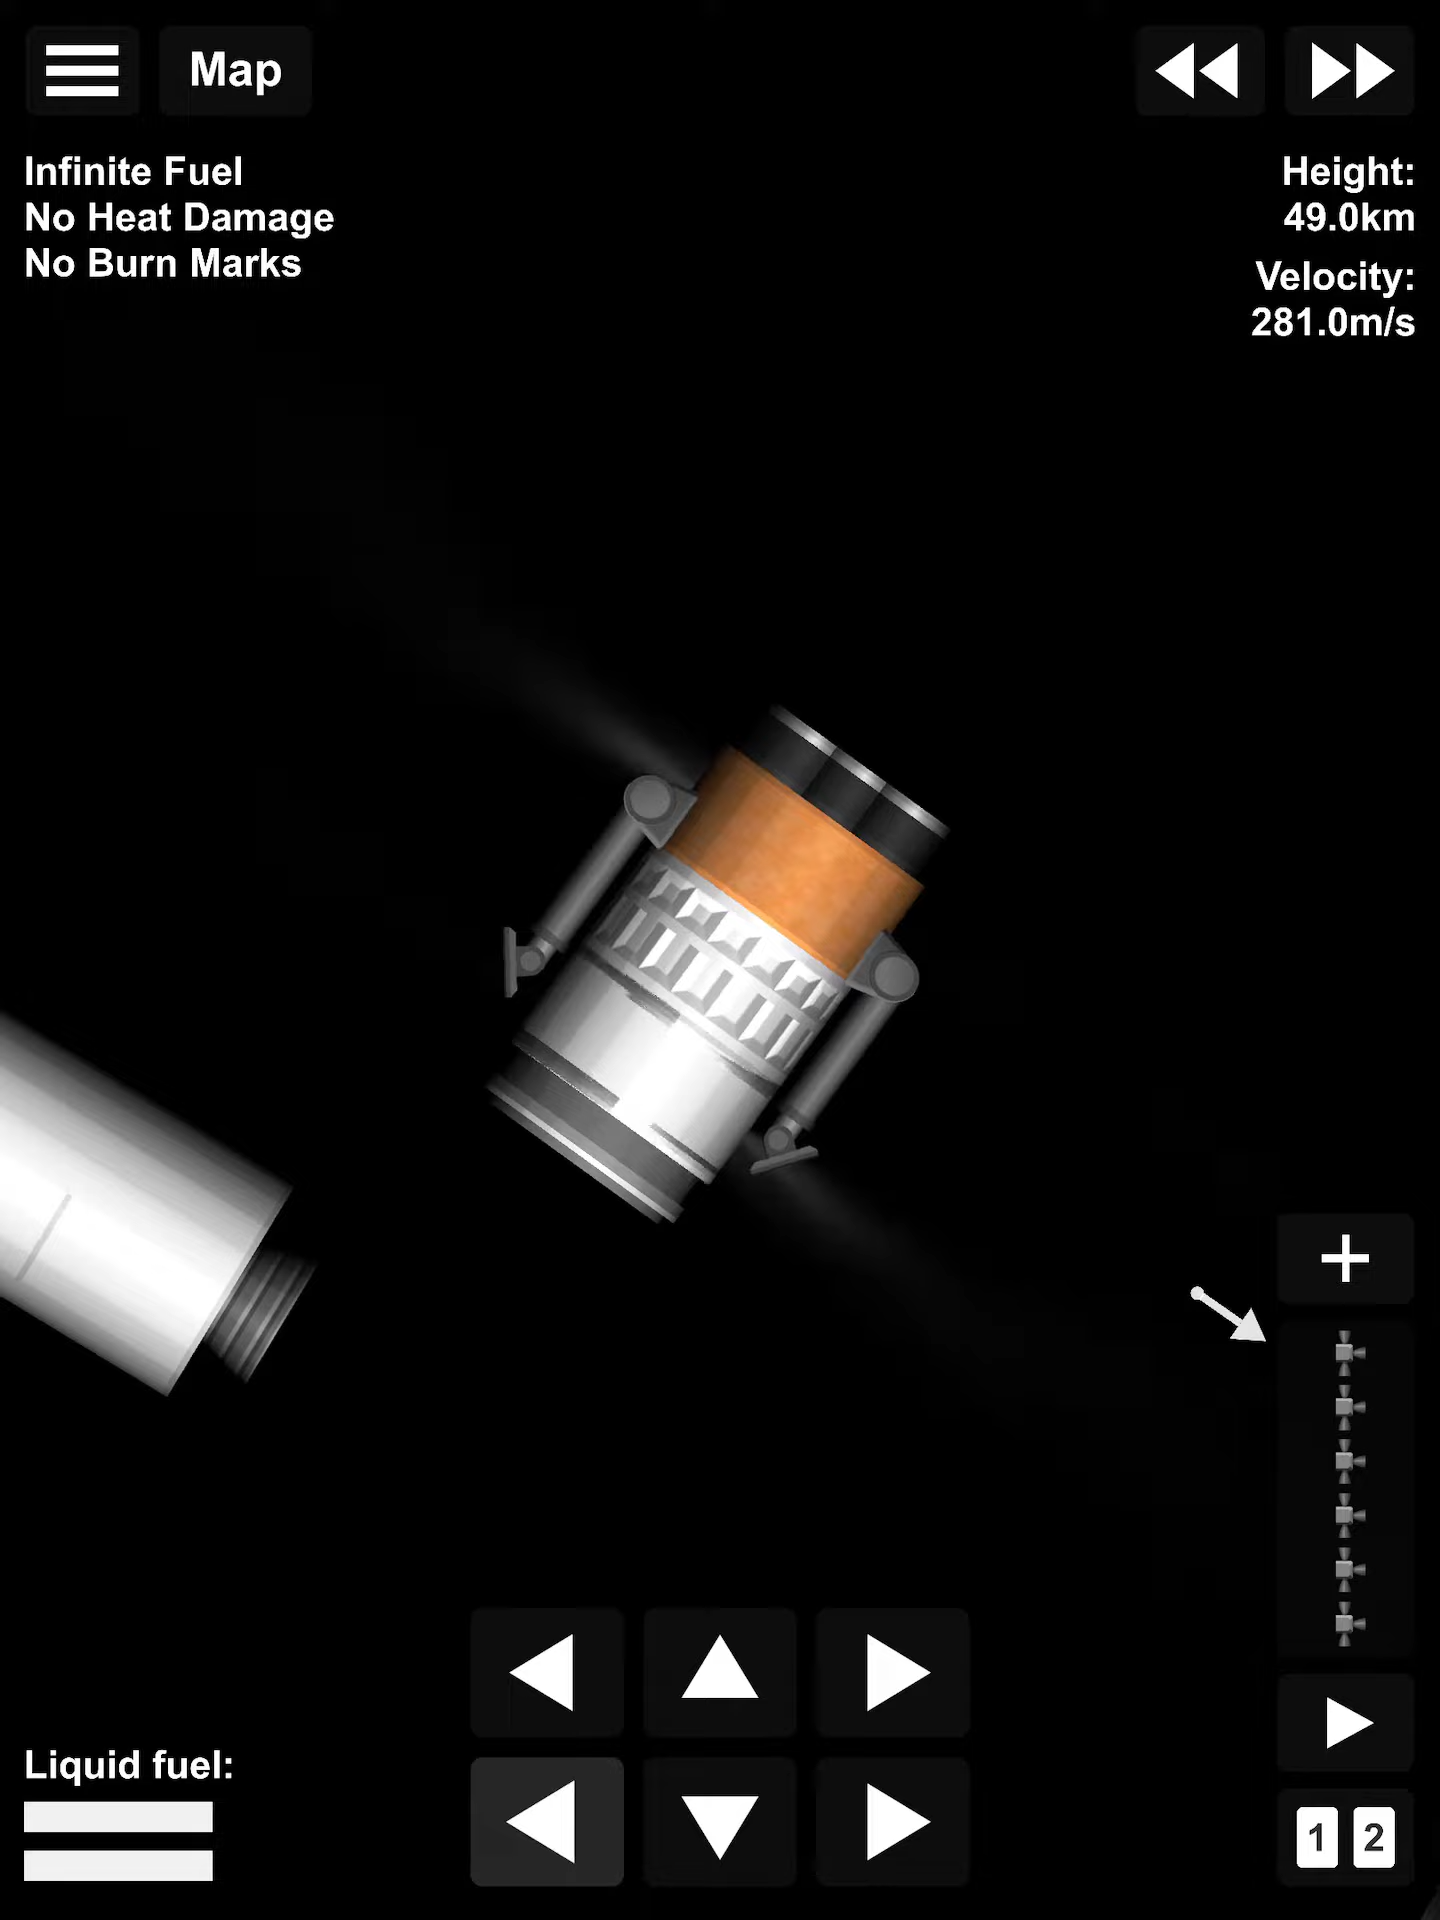 Map
Infinite Fuel
No Heat Damage
No Burn Marks
Height:
49.0km
Velocity:
281.0m/s
Liquid fuel:
1 2